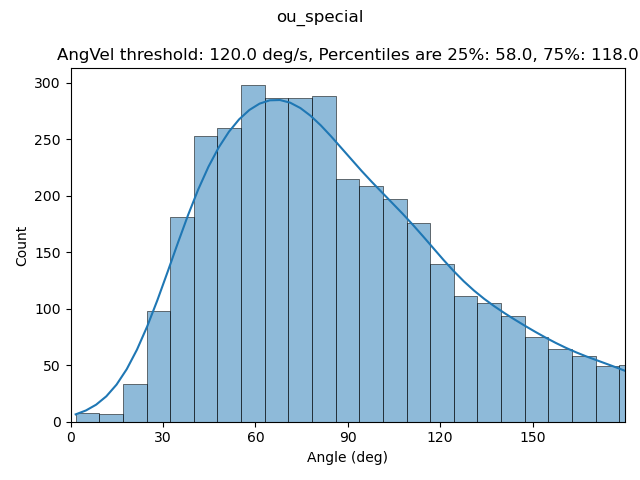 ou_special
AngVel threshold: 120.0 deg/s, Percentiles are 25%: 58.0, 75%: 118.0
300
250
200
150
100
50
0
Count
0 30 60 90 120 150
Angle (deg)